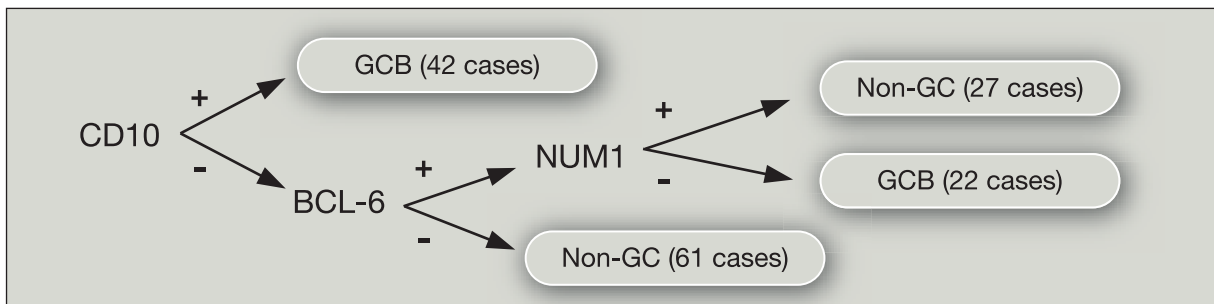 GCB (42 cases)
+
CD10
-
BCL-6
+
-
NUM1
+
-
Non-GC (27 cases)
GCB (22 cases)
Non-GC (61 cases)